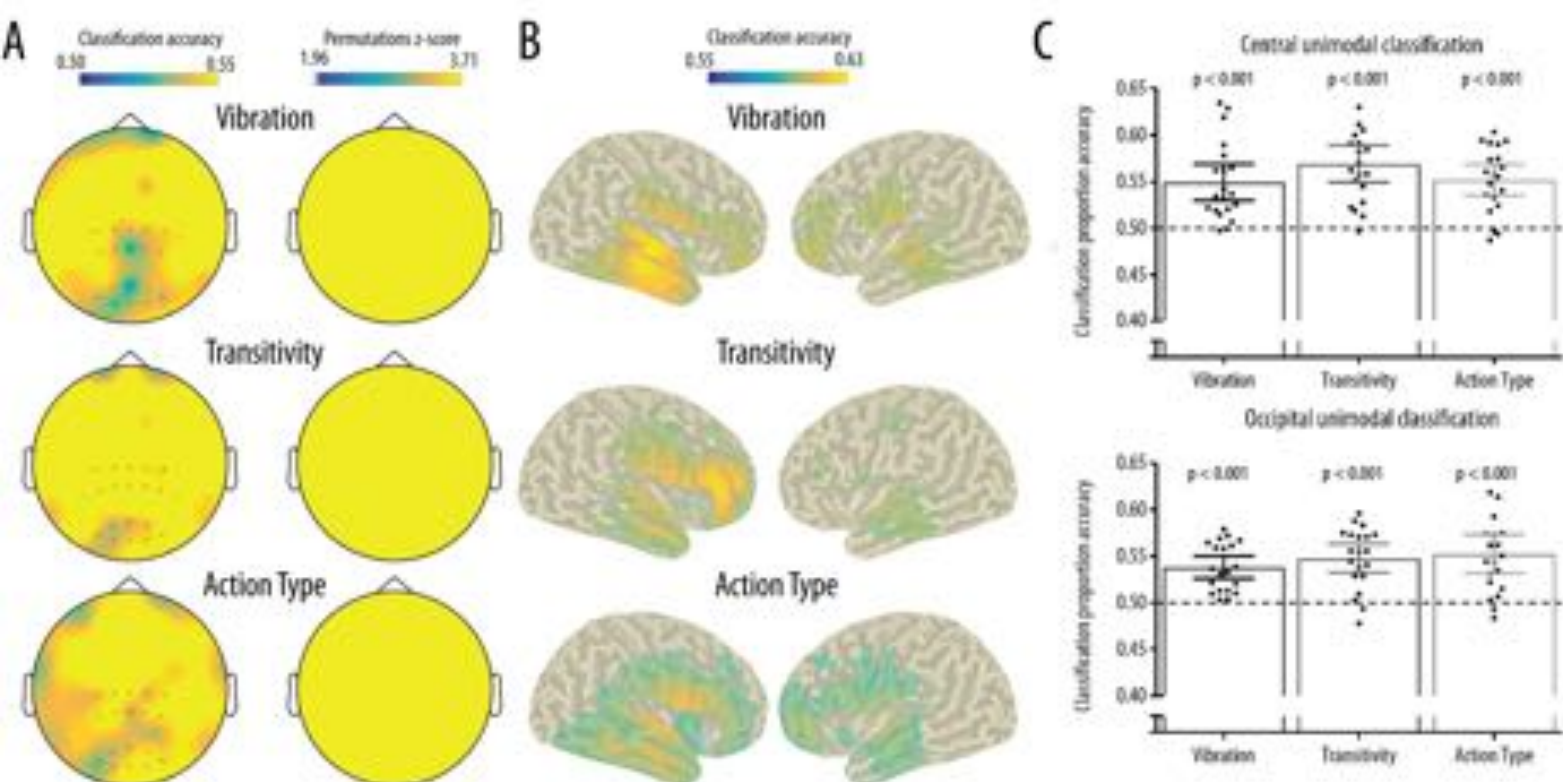 A
Classification accuracy
0.50
0.55
Permutations z-score
1.96
3.71
Vibration
Transitivity
Action Type
B
Classification accuracy
0.55
0.63
Vibration
Transitivity
Action Type
C
Central unimodal classification
p < 0.001
p < 0.001
p < 0.001
Classification proportion accuracy
0.65
0.60
0.55
0.50
0.45
0.40
Vibration
Transitivity
Action Type
Occipital unimodal classification
p < 0.001
p < 0.001
p < 0.001
Classification proportion accuracy
0.65
0.60
0.55
0.50
0.45
0.40
Vibration
Transitivity
Action Type